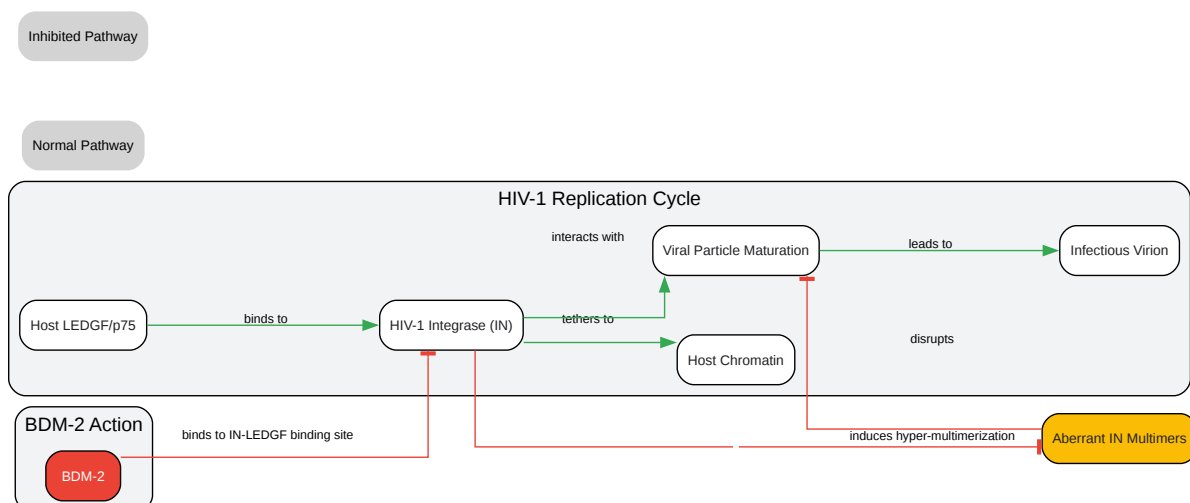 Inhibited Pathway
Normal Pathway
HIV-1 Replication Cycle
interacts with
Viral Particle Maturation
leads to
Infectious Virion
Host LEDGF/p75
binds to
HIV-1 Integrase (IN)
tethers to
Host Chromatin
disrupts
BDM-2 Action
binds to IN-LEDGF binding site
induces hyper-multimerization
Aberrant IN Multimers
BDM-2